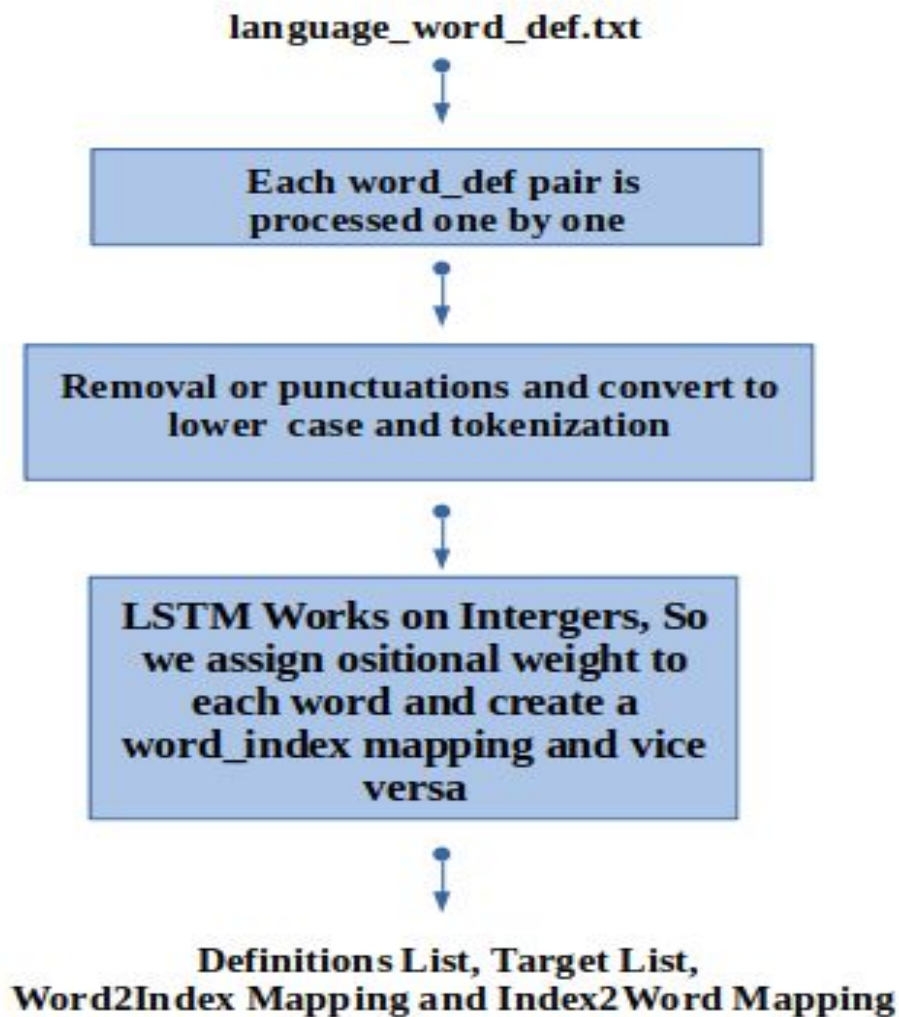 language_word_def.txt
Each word_def pair is
processed one by one
Removal or punctuations and convert to
lower case and tokenization
LSTM Works on Intergers, So
we assign ositional weight to
each word and create a
word_index mapping and vice
versa
Definitions List, Target List,
Word2Index Mapping and Index2Word Mapping